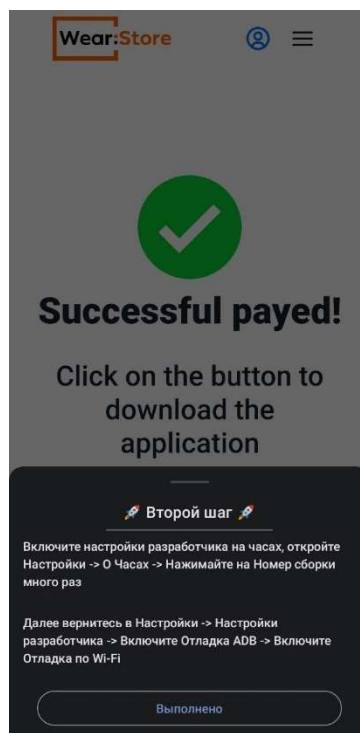 Wear:Store
Successful payed!
Click on the button to
download the
application
🚀 Второй шаг 🚀
Включите настройки разработчика на часах, откройте
Настройки -> О Часах -> Нажимайте на Номер сборки
много раз
Далее вернитесь в Настройки -> Настройки
разработчика -> Включите Отладка ADB -> Включите
Отладка по Wi-Fi
Выполнено